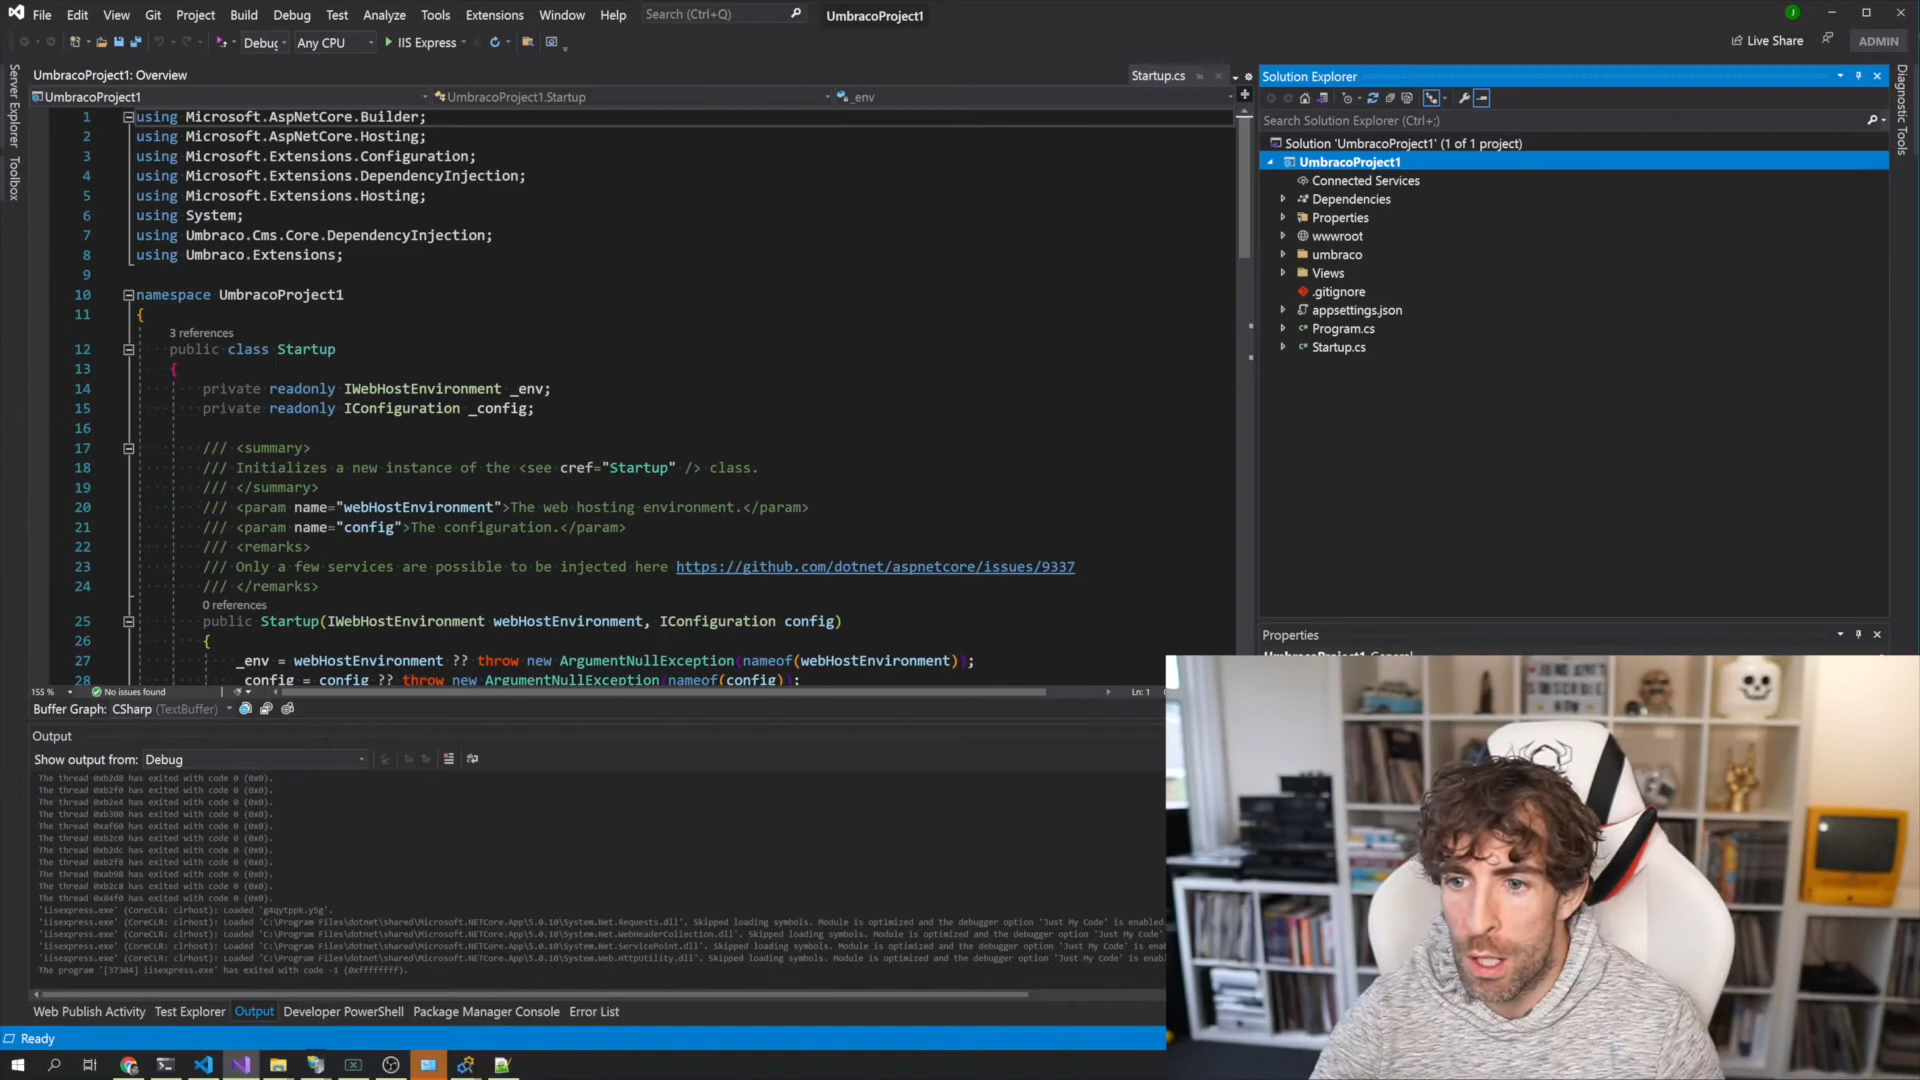 File Edit View Git Project Build Debug Test Analyze Tools Extensions Window Help Search (Ctrl+Q) UmbracoProject1
Debug Any CPU IIS Express Live Share ADMIN
Server Explorer
Toolbox
UmbracoProject1: Overview Startup.cs
UmbracoProject1 UmbracoProject1.Startup _env
1 using Microsoft.AspNetCore.Builder;
2 using Microsoft.AspNetCore.Hosting;
3 using Microsoft.Extensions.Configuration;
4 using Microsoft.Extensions.DependencyInjection;
5 using Microsoft.Extensions.Hosting;
6 using System;
7 using Umbraco.Cms.Core.DependencyInjection;
8 using Umbraco.Extensions;
9
10 namespace UmbracoProject1
11 {
3 references
12 public class Startup
13 {
14 private readonly IWebHostEnvironment _env;
15 private readonly IConfiguration _config;
16
17 /// <summary>
18 /// Initializes a new instance of the <see cref="Startup" /> class.
19 /// </summary>
20 /// <param name="webHostEnvironment">The web hosting environment.</param>
21 /// <param name="config">The configuration.</param>
22 /// <remarks>
23 /// Only a few services are possible to be injected here https://github.com/dotnet/aspnetcore/issues/9337
24 /// </remarks>
0 references
25 public Startup(IWebHostEnvironment webHostEnvironment, IConfiguration config)
26 {
27 _env = webHostEnvironment ?? throw new ArgumentNullException(nameof(webHostEnvironment));
28 _config = config ?? throw new ArgumentNullException(nameof(config));
155 % No issues found Ln: 1
Buffer Graph: CSharp (TextBuffer)
Output
Show output from: Debug
The thread 0xb2d8 has exited with code 0 (0x0).
The thread 0xb2f0 has exited with code 0 (0x0).
The thread 0xb2e4 has exited with code 0 (0x0).
The thread 0xb300 has exited with code 0 (0x0).
The thread 0xaf60 has exited with code 0 (0x0).
The thread 0xb2c0 has exited with code 0 (0x0).
The thread 0xb2dc has exited with code 0 (0x0).
The thread 0xb2f8 has exited with code 0 (0x0).
The thread 0xab98 has exited with code 0 (0x0).
The thread 0xb2c8 has exited with code 0 (0x0).
The thread 0x84f0 has exited with code 0 (0x0).
'iisexpress.exe' (CoreCLR: clrhost): Loaded 'g4qytppk.y5g'.
'iisexpress.exe' (CoreCLR: clrhost): Loaded 'C:\Program Files\dotnet\shared\Microsoft.NETCore.App\5.0.10\System.Net.Requests.dll'. Skipped loading symbols. Module is optimized and the debugger option 'Just My Code' is enabled.
'iisexpress.exe' (CoreCLR: clrhost): Loaded 'C:\Program Files\dotnet\shared\Microsoft.NETCore.App\5.0.10\System.Net.WebHeaderCollection.dll'. Skipped loading symbols. Module is optimized and the debugger option 'Just My Code'
'iisexpress.exe' (CoreCLR: clrhost): Loaded 'C:\Program Files\dotnet\shared\Microsoft.NETCore.App\5.0.10\System.Net.ServicePoint.dll'. Skipped loading symbols. Module is optimized and the debugger option 'Just My Code' is ena
'iisexpress.exe' (CoreCLR: clrhost): Loaded 'C:\Program Files\dotnet\shared\Microsoft.NETCore.App\5.0.10\System.Web.HttpUtility.dll'. Skipped loading symbols. Module is optimized and the debugger option 'Just My Code' is enab
The program '[37304] iisexpress.exe' has exited with code -1 (0xffffffff).
Web Publish Activity Test Explorer Output Developer PowerShell Package Manager Console Error List
Ready
Solution Explorer
Search Solution Explorer (Ctrl+;)
Solution 'UmbracoProject1' (1 of 1 project)
UmbracoProject1
Connected Services
Dependencies
Properties
wwwroot
umbraco
Views
.gitignore
appsettings.json
Program.cs
Startup.cs
Properties
UmbracoProject1 General
Diagnostic Tools